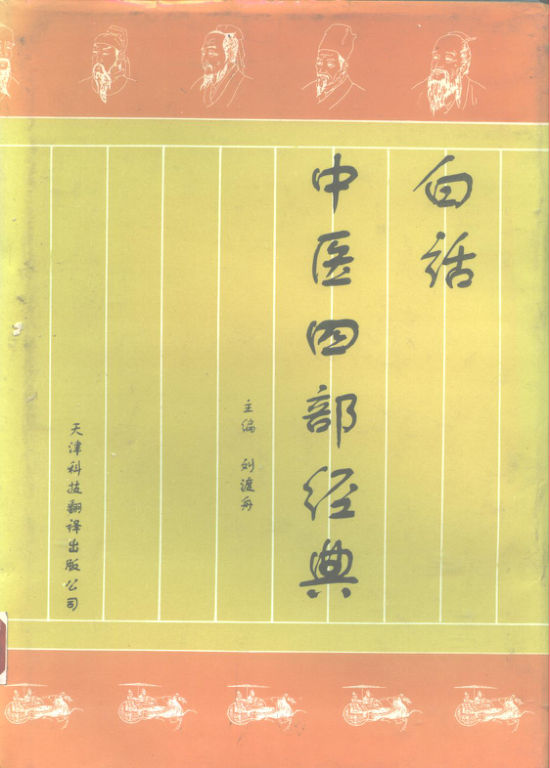 白话
中医四部经典
主编 刘渡舟
天津科技翻译出版公司